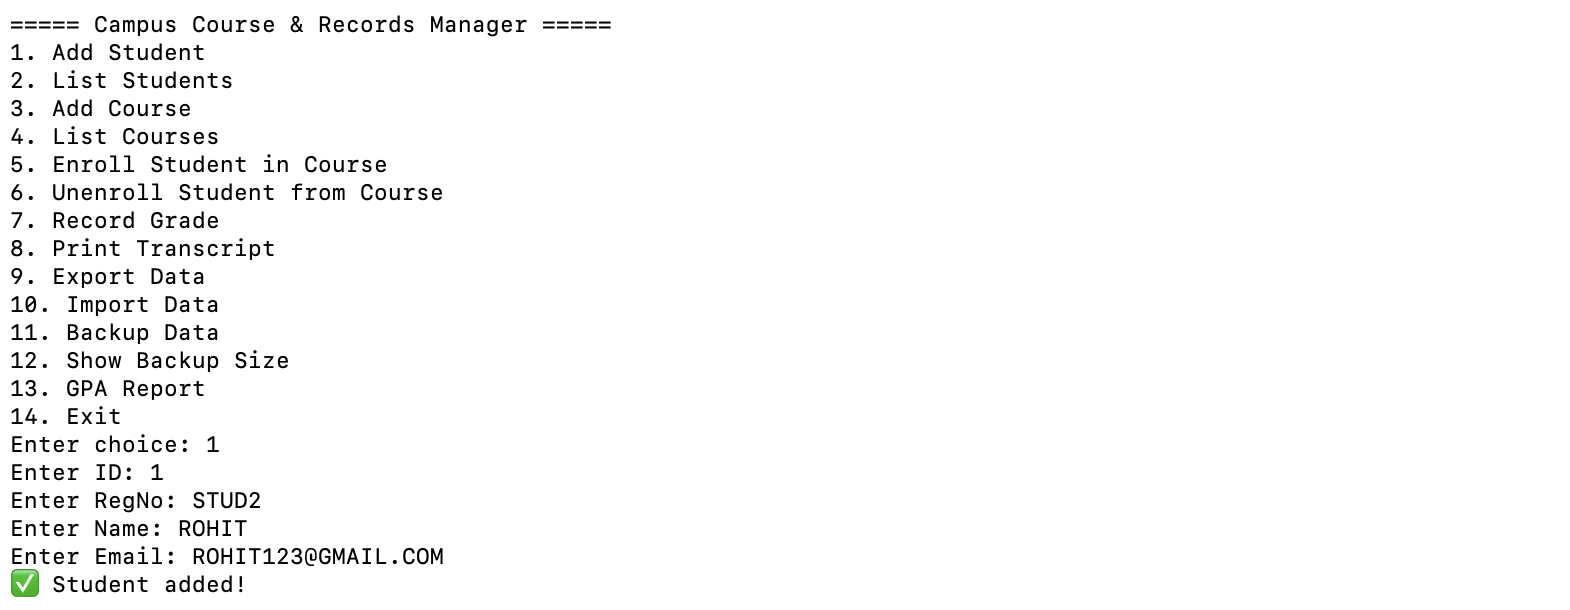 ===== Campus Course & Records Manager =====
1. Add Student
2. List Students
3. Add Course
4. List Courses
5. Enroll Student in Course
6. Unenroll Student from Course
7. Record Grade
8. Print Transcript
9. Export Data
10. Import Data
11. Backup Data
12. Show Backup Size
13. GPA Report
14. Exit
Enter choice: 1
Enter ID: 1
Enter RegNo: STUD2
Enter Name: ROHIT
Enter Email: ROHIT123@GMAIL.COM
✅ Student added!